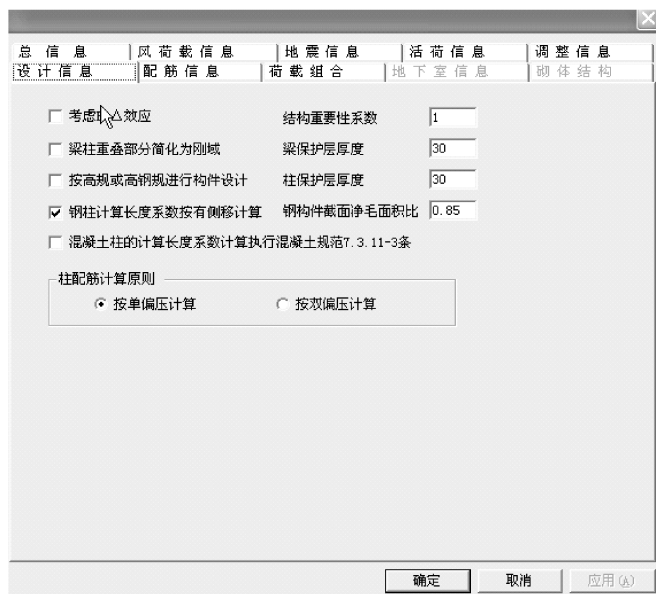 总信息 风荷载信息 地震信息 活荷信息 调整信息
设计信息 配筋信息 荷载组合 地下室信息 砌体结构
考虑 △效应 结构重要性系数 1
梁柱重叠部分简化为刚域 梁保护层厚度 30
按高规或高钢规进行构件设计 柱保护层厚度 30
钢柱计算长度系数按有侧移计算 钢构件截面净毛面积比 0.85
混凝土柱的计算长度系数计算执行混凝土规范7.3.11-3条
柱配筋计算原则
按单偏压计算 按双偏压计算
确定 取消 应用(A)